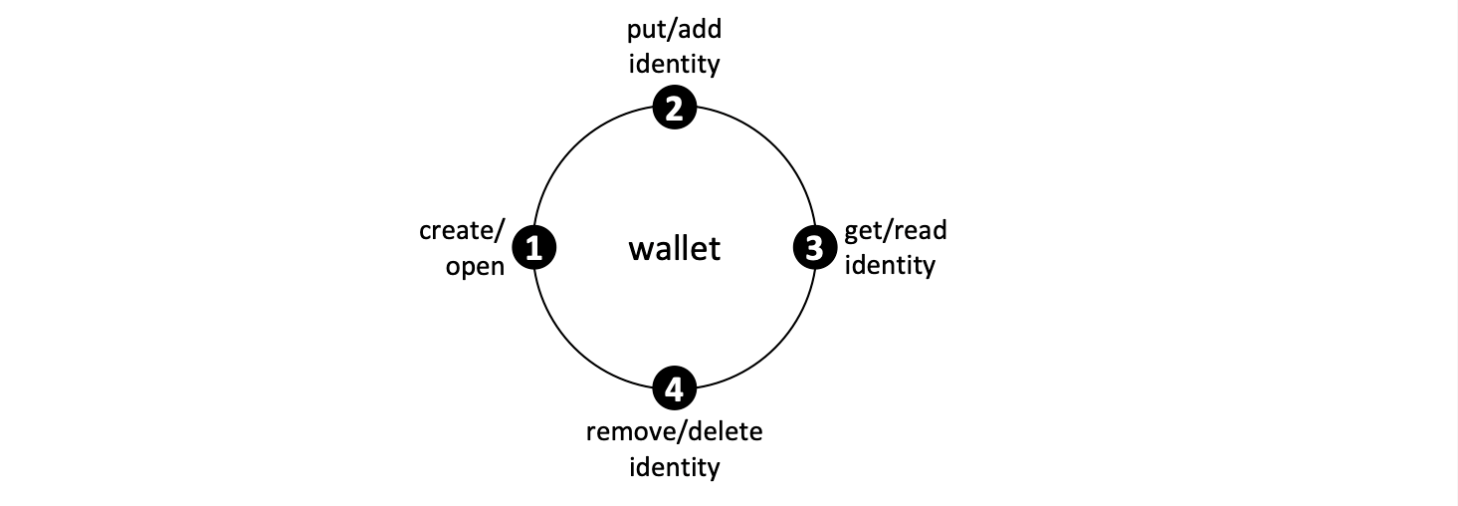 put/add
identity
2
create/
open
1
wallet
3
get/read
identity
4
remove/delete
identity